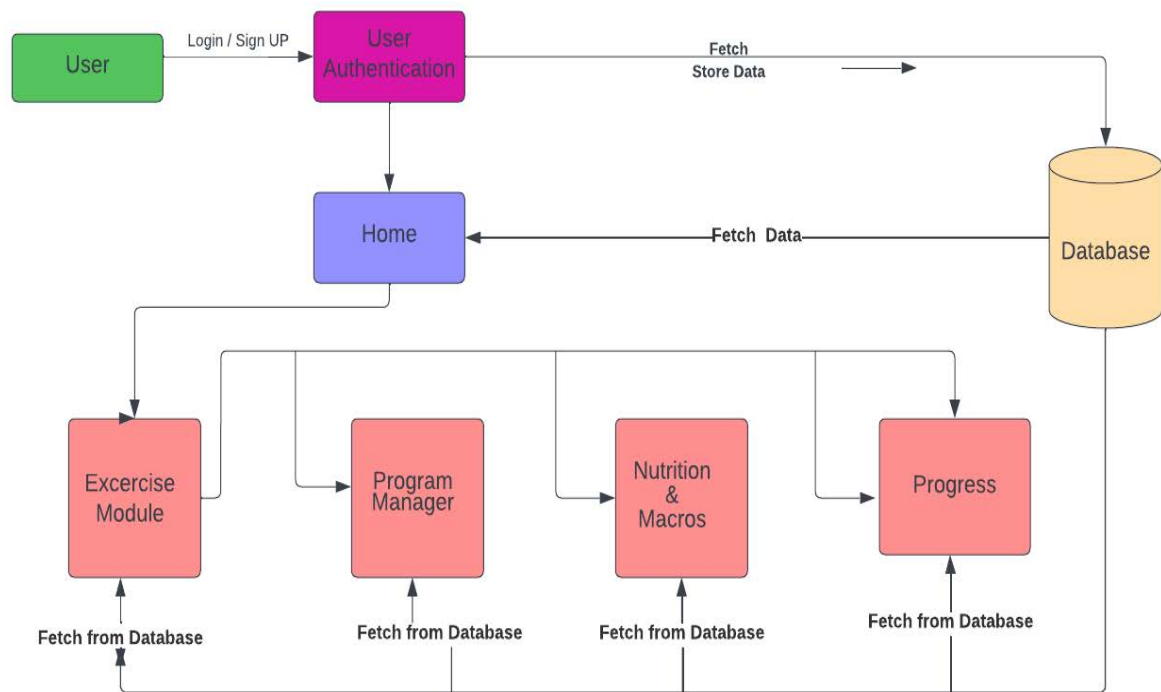 User
Login / Sign UP
User
Authentication
Fetch
Store Data
Home
Fetch Data
Database
Excercise
Module
Program
Manager
Nutrition
&
Macros
Progress
Fetch from Database
Fetch from Database
Fetch from Database
Fetch from Database